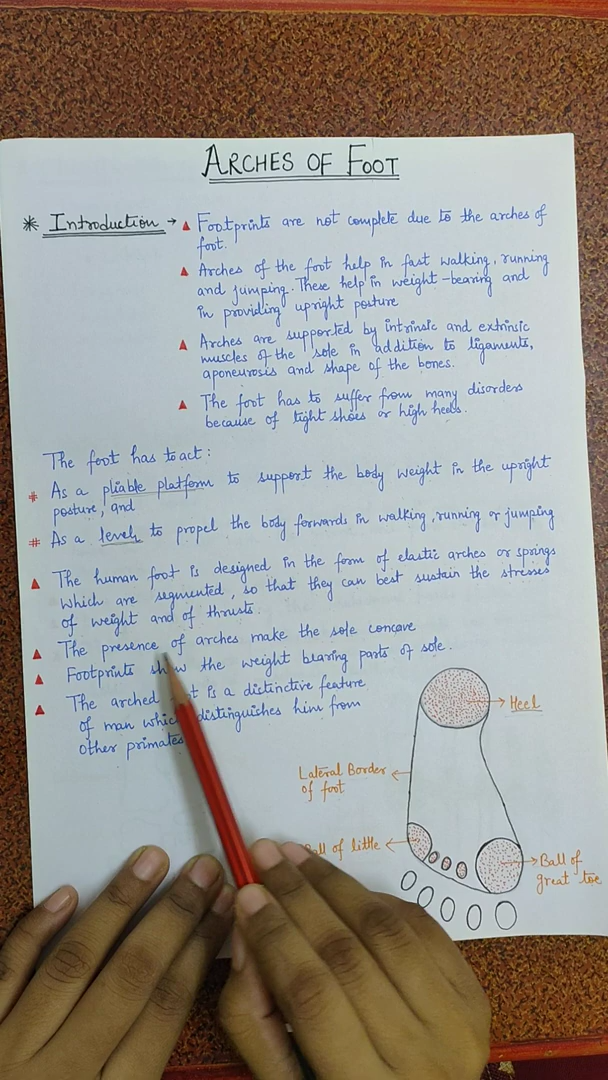 ARCHES OF FOOT
* Introduction → ▲ Footprints are not complete due to the arches of
foot.
▲ Arches of the foot help in fast walking, running
and jumping. These help in weight-bearing and
in providing upright posture
▲ Arches are supported by intrinsic and extrinsic
muscles of the sole in addition to ligaments,
aponeurosis and shape of the bones.
▲ The foot has to suffer from many disorders
because of tight shoes or high heels.
The foot has to act:
# As a pliable platform to support the body weight in the upright
posture, and
# As a level to propel the body forwards in walking, running or jumping
▲ The human foot is designed in the form of elastic arches or springs
which are segmented, so that they can best sustain the stresses
of weight and of thrusts.
▲ The presence of arches make the sole concave
▲ Footprints show the weight bearing parts of sole.
▲ The arched is a distinctive feature
of man which distinguishes him from
other primates
Heel
Lateral Border
of foot
of little
Ball of
great toe